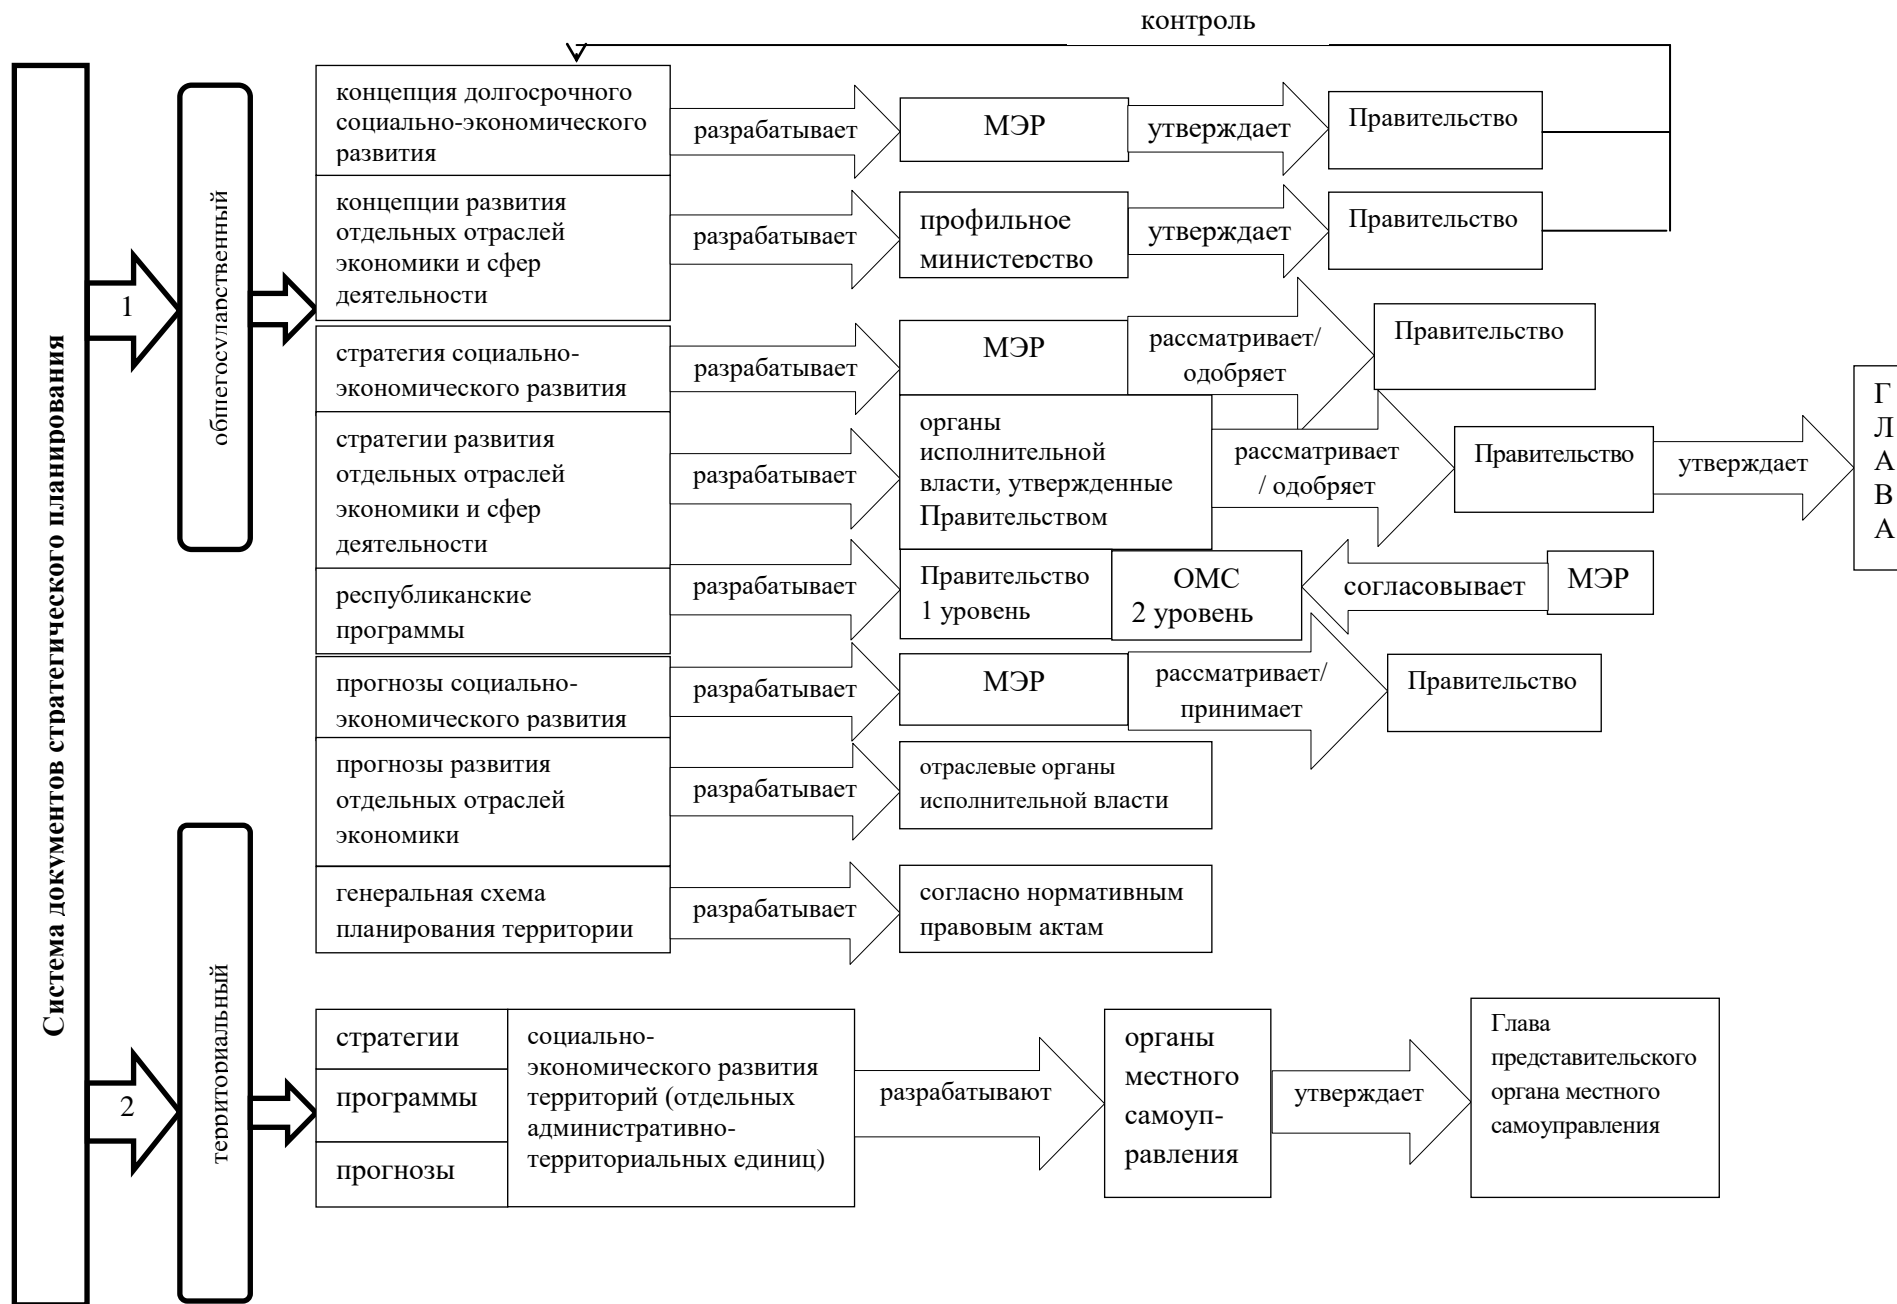 контроль
Система документов стратегического планирования
1
общегосударственный
концепция долгосрочного
социально-экономического
развития
разрабатывает
МЭР
утверждает
Правительство
концепции развития
отдельных отраслей
экономики и сфер
деятельности
разрабатывает
профильное
министерство
утверждает
Правительство
стратегия социально-
экономического развития
разрабатывает
МЭР
рассматривает/
одобряет
Правительство
стратегии развития
отдельных отраслей
экономики и сфер
деятельности
разрабатывает
органы
исполнительной
власти, утвержденные
Правительством
рассматривает
/ одобряет
Правительство
утверждает
Г
Л
А
В
А
республиканские
программы
разрабатывает
Правительство
1 уровень
ОМС
2 уровень
согласовывает
МЭР
прогнозы социально-
экономического развития
разрабатывает
МЭР
рассматривает/
принимает
Правительство
прогнозы развития
отдельных отраслей
экономики
разрабатывает
отраслевые органы
исполнительной власти
генеральная схема
планирования территории
разрабатывает
согласно нормативным
правовым актам
2
территориальный
стратегии
программы
прогнозы
социально-
экономического развития
территорий (отдельных
административно-
территориальных единиц)
разрабатывают
органы
местного
самоуп-
равления
утверждает
Глава
представительского
органа местного
самоуправления